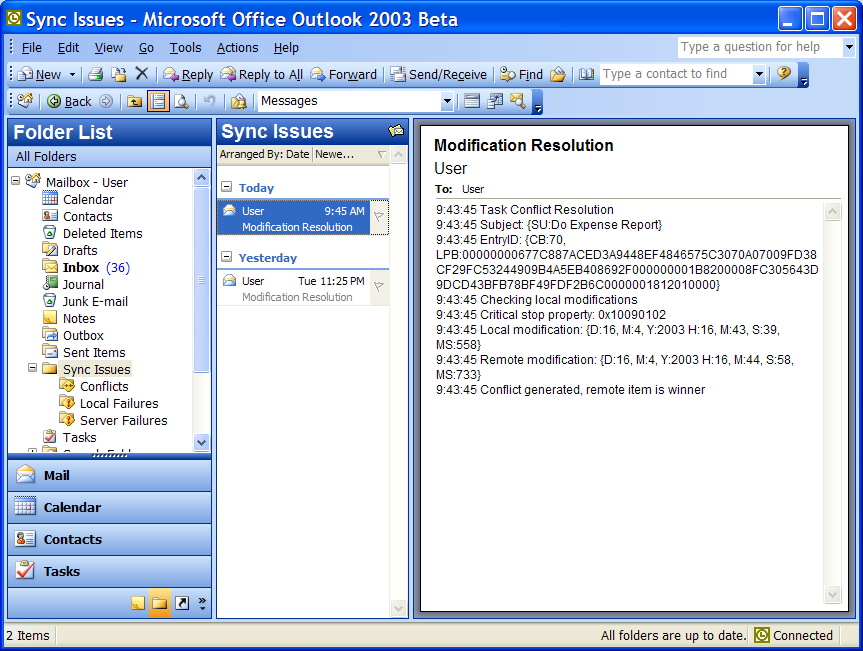 Sync Issues - Microsoft Office Outlook 2003 Beta
File Edit View Go Tools Actions Help
Type a question for help
New Reply Reply to All Forward Send/Receive Find Type a contact to find
Back Messages
Folder List
All Folders
Mailbox - User
Calendar
Contacts
Deleted Items
Drafts
Inbox (36)
Journal
Junk E-mail
Notes
Outbox
Sent Items
Sync Issues
Conflicts
Local Failures
Server Failures
Tasks
Mail
Calendar
Contacts
Tasks
Sync Issues
Arranged By: Date Newe...
Today
User 9:45 AM
Modification Resolution
Yesterday
User Tue 11:25 PM
Modification Resolution
Modification Resolution
User
To: User
9:43:45 Task Conflict Resolution
9:43:45 Subject: {SU:Do Expense Report}
9:43:45 EntryID: {CB:70,
LPB:00000000677C887ACED3A9448EF4846575C3070A07009FD38
CF29FC53244909B4A5EB408692F000000001B8200008FC305643D
9DCD43BFB78BF49FDF2B6C0000001812010000}
9:43:45 Checking local modifications
9:43:45 Critical stop property: 0x10090102
9:43:45 Local modification: {D:16, M:4, Y:2003 H:16, M:43, S:39,
MS:558}
9:43:45 Remote modification: {D:16, M:4, Y:2003 H:16, M:44, S:58,
MS:733}
9:43:45 Conflict generated, remote item is winner
2 Items
All folders are up to date. Connected